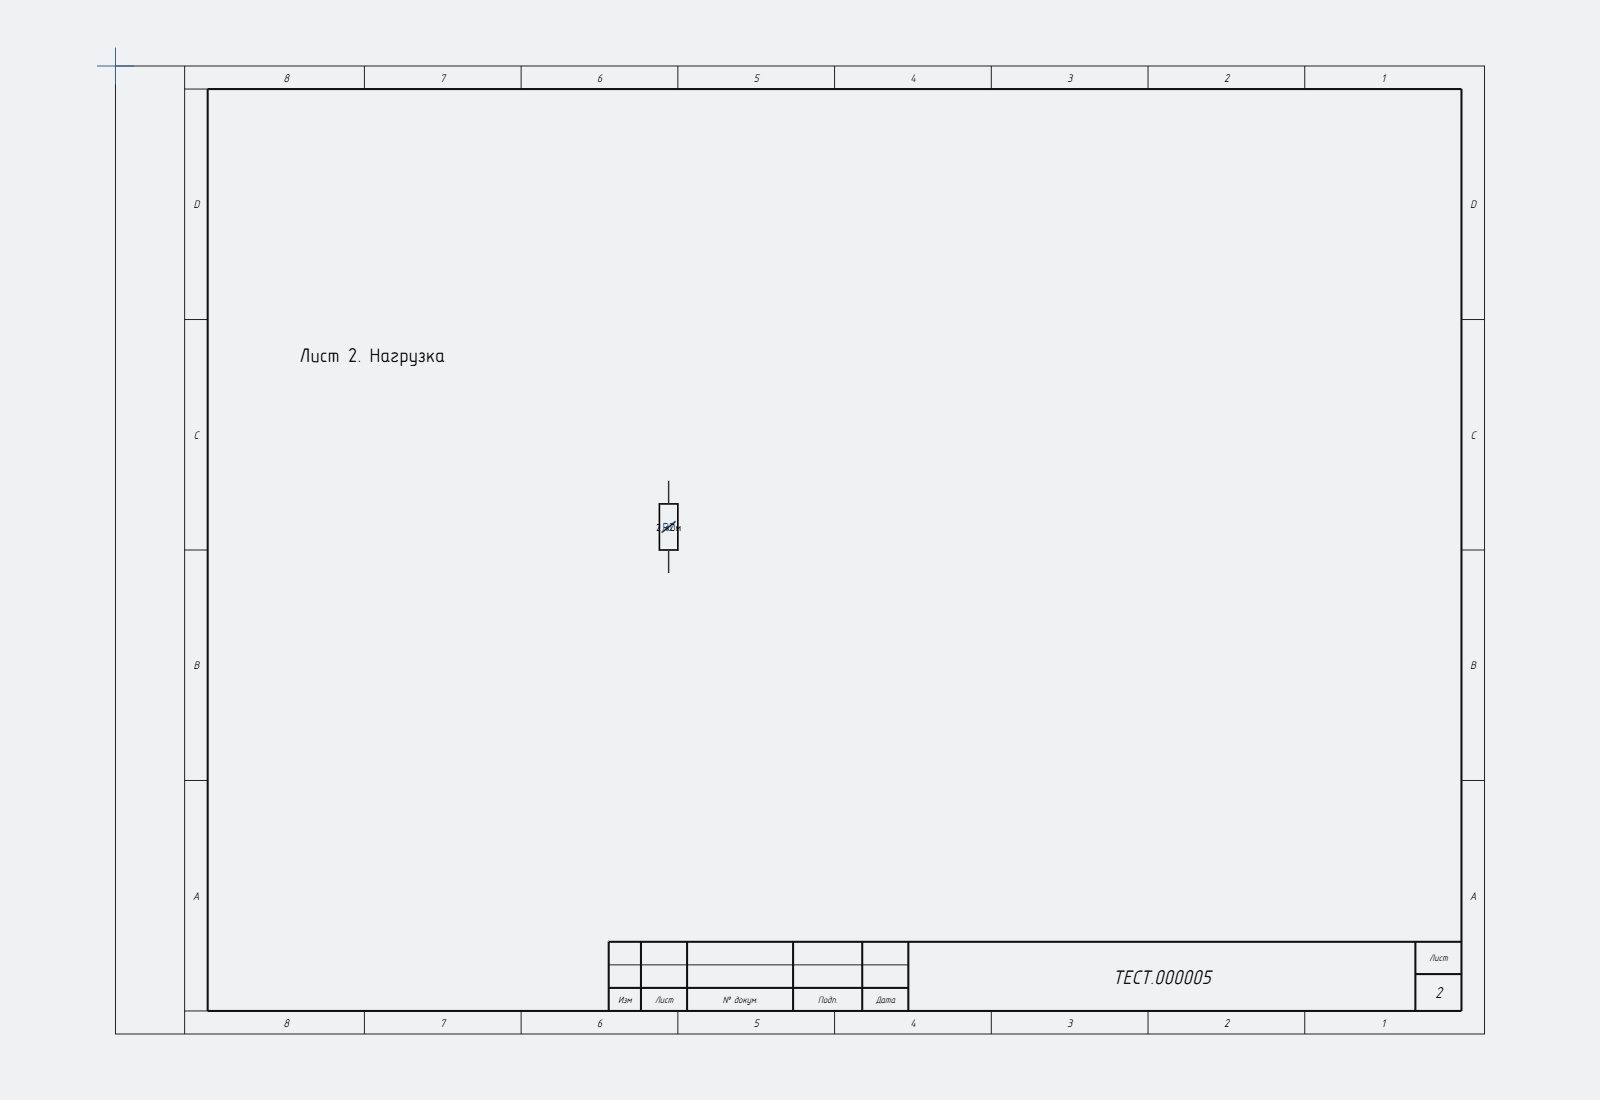 8 7 6 5 4 3 2 1
D D
Лист 2. Нагрузка
C C
B B
A A
Лист
ТЕСТ.000005
2
Изм Лист № докум. Подп. Дата
8 7 6 5 4 3 2 1